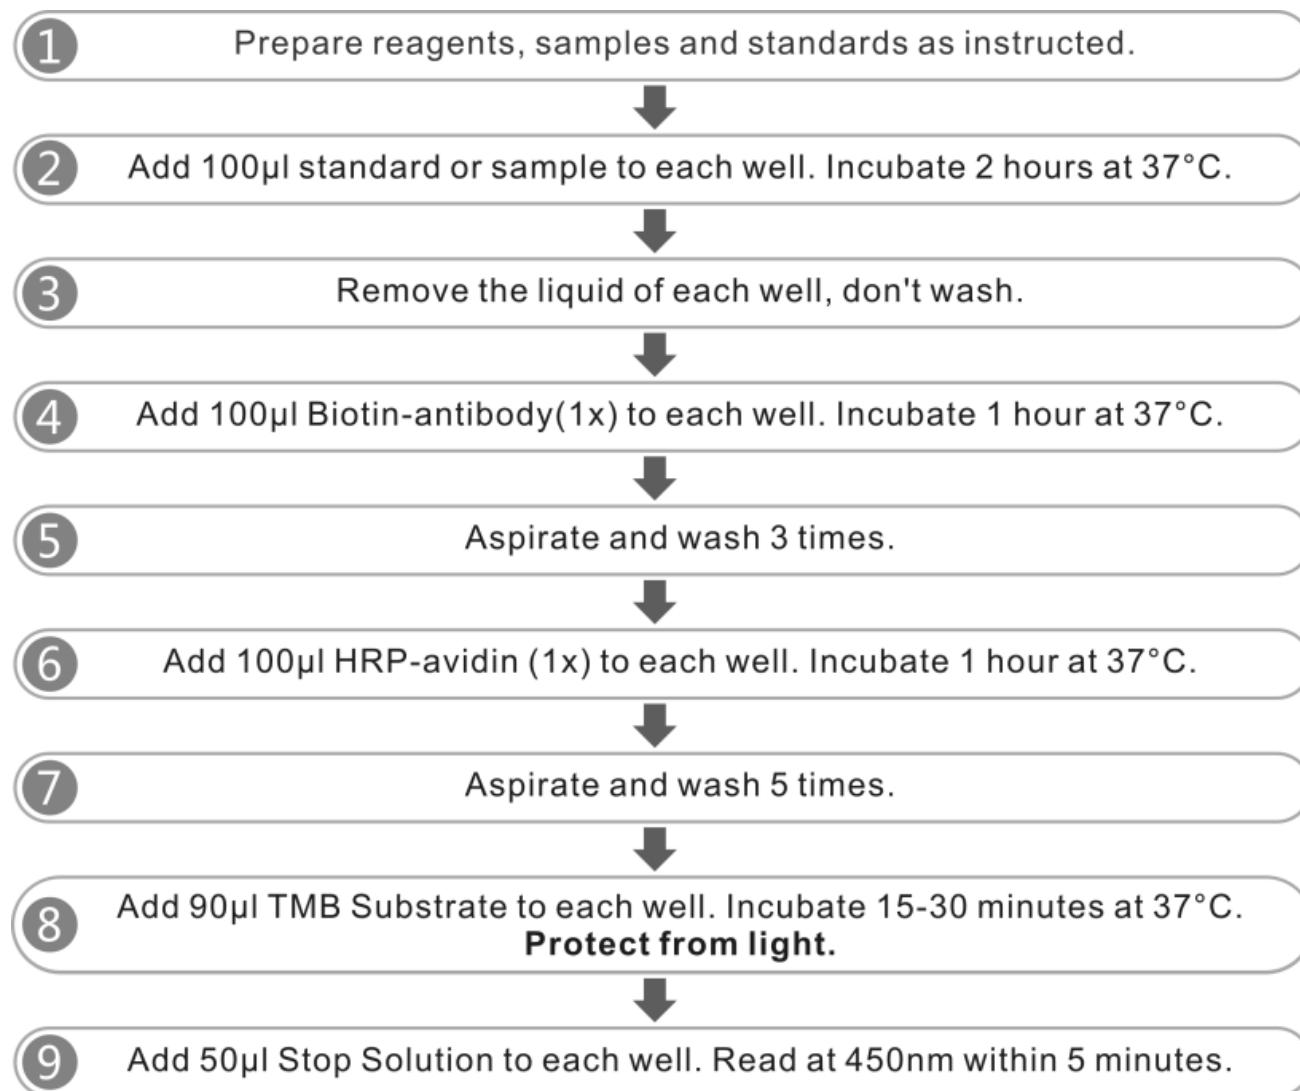 1 Prepare reagents, samples and standards as instructed.
2 Add 100µl standard or sample to each well. Incubate 2 hours at 37°C.
3 Remove the liquid of each well, don't wash.
4 Add 100µl Biotin-antibody(1x) to each well. Incubate 1 hour at 37°C.
5 Aspirate and wash 3 times.
6 Add 100µl HRP-avidin (1x) to each well. Incubate 1 hour at 37°C.
7 Aspirate and wash 5 times.
8 Add 90µl TMB Substrate to each well. Incubate 15-30 minutes at 37°C.
Protect from light.
9 Add 50µl Stop Solution to each well. Read at 450nm within 5 minutes.